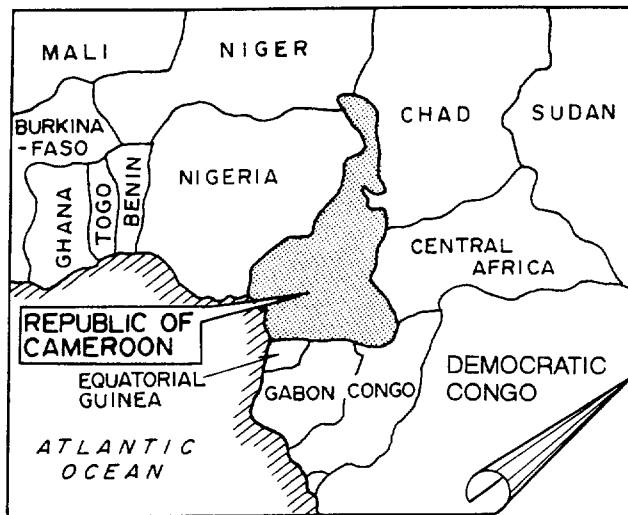 MALI
NIGER
CHAD
SUDAN
BURKINA
-FASO
NIGERIA
BENIN
TOGO
GHANA
CENTRAL
AFRICA
REPUBLIC OF
CAMEROON
EQUATORIAL
GUINEA
GABON
CONGO
DEMOCRATIC
CONGO
ATLANTIC
OCEAN